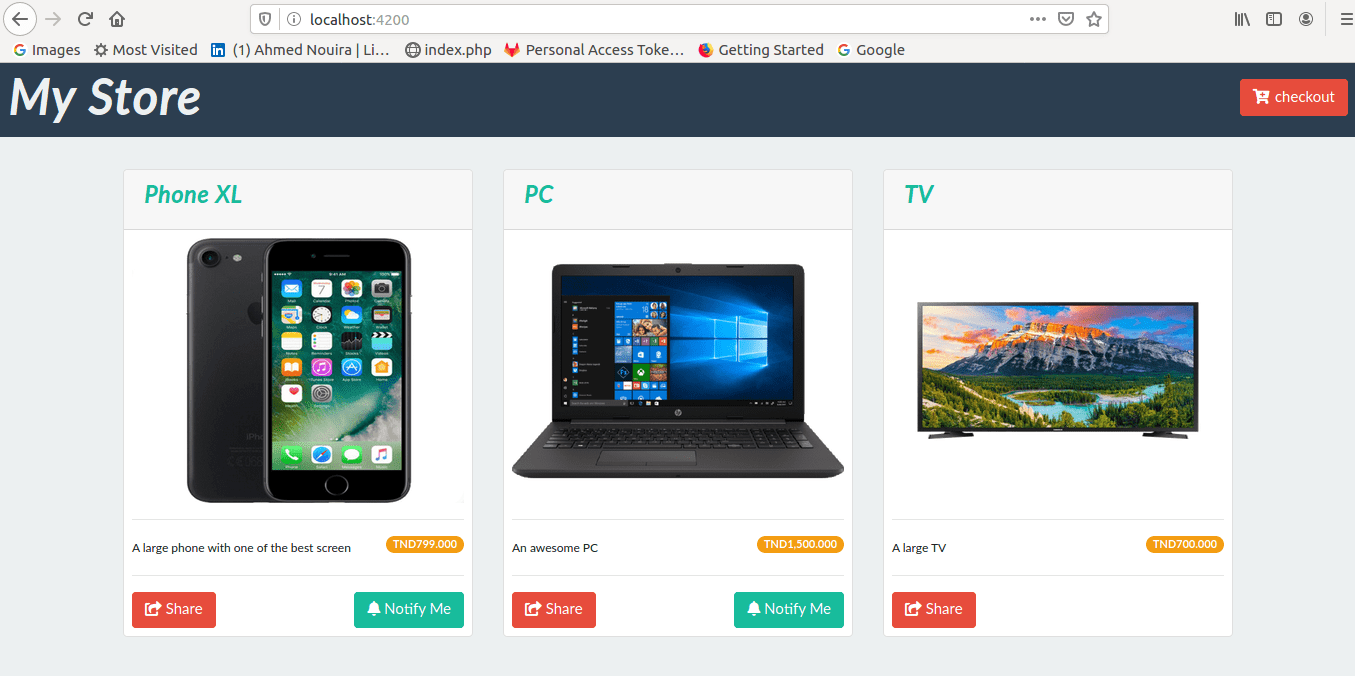 localhost:4200
Images Most Visited (1) Ahmed Nouira | Li… index.php Personal Access Toke… Getting Started Google
My Store
checkout
Phone XL
PC
TV
A large phone with one of the best screen
TND799.000
An awesome PC
TND1,500.000
A large TV
TND700.000
Share
Notify Me
Share
Notify Me
Share